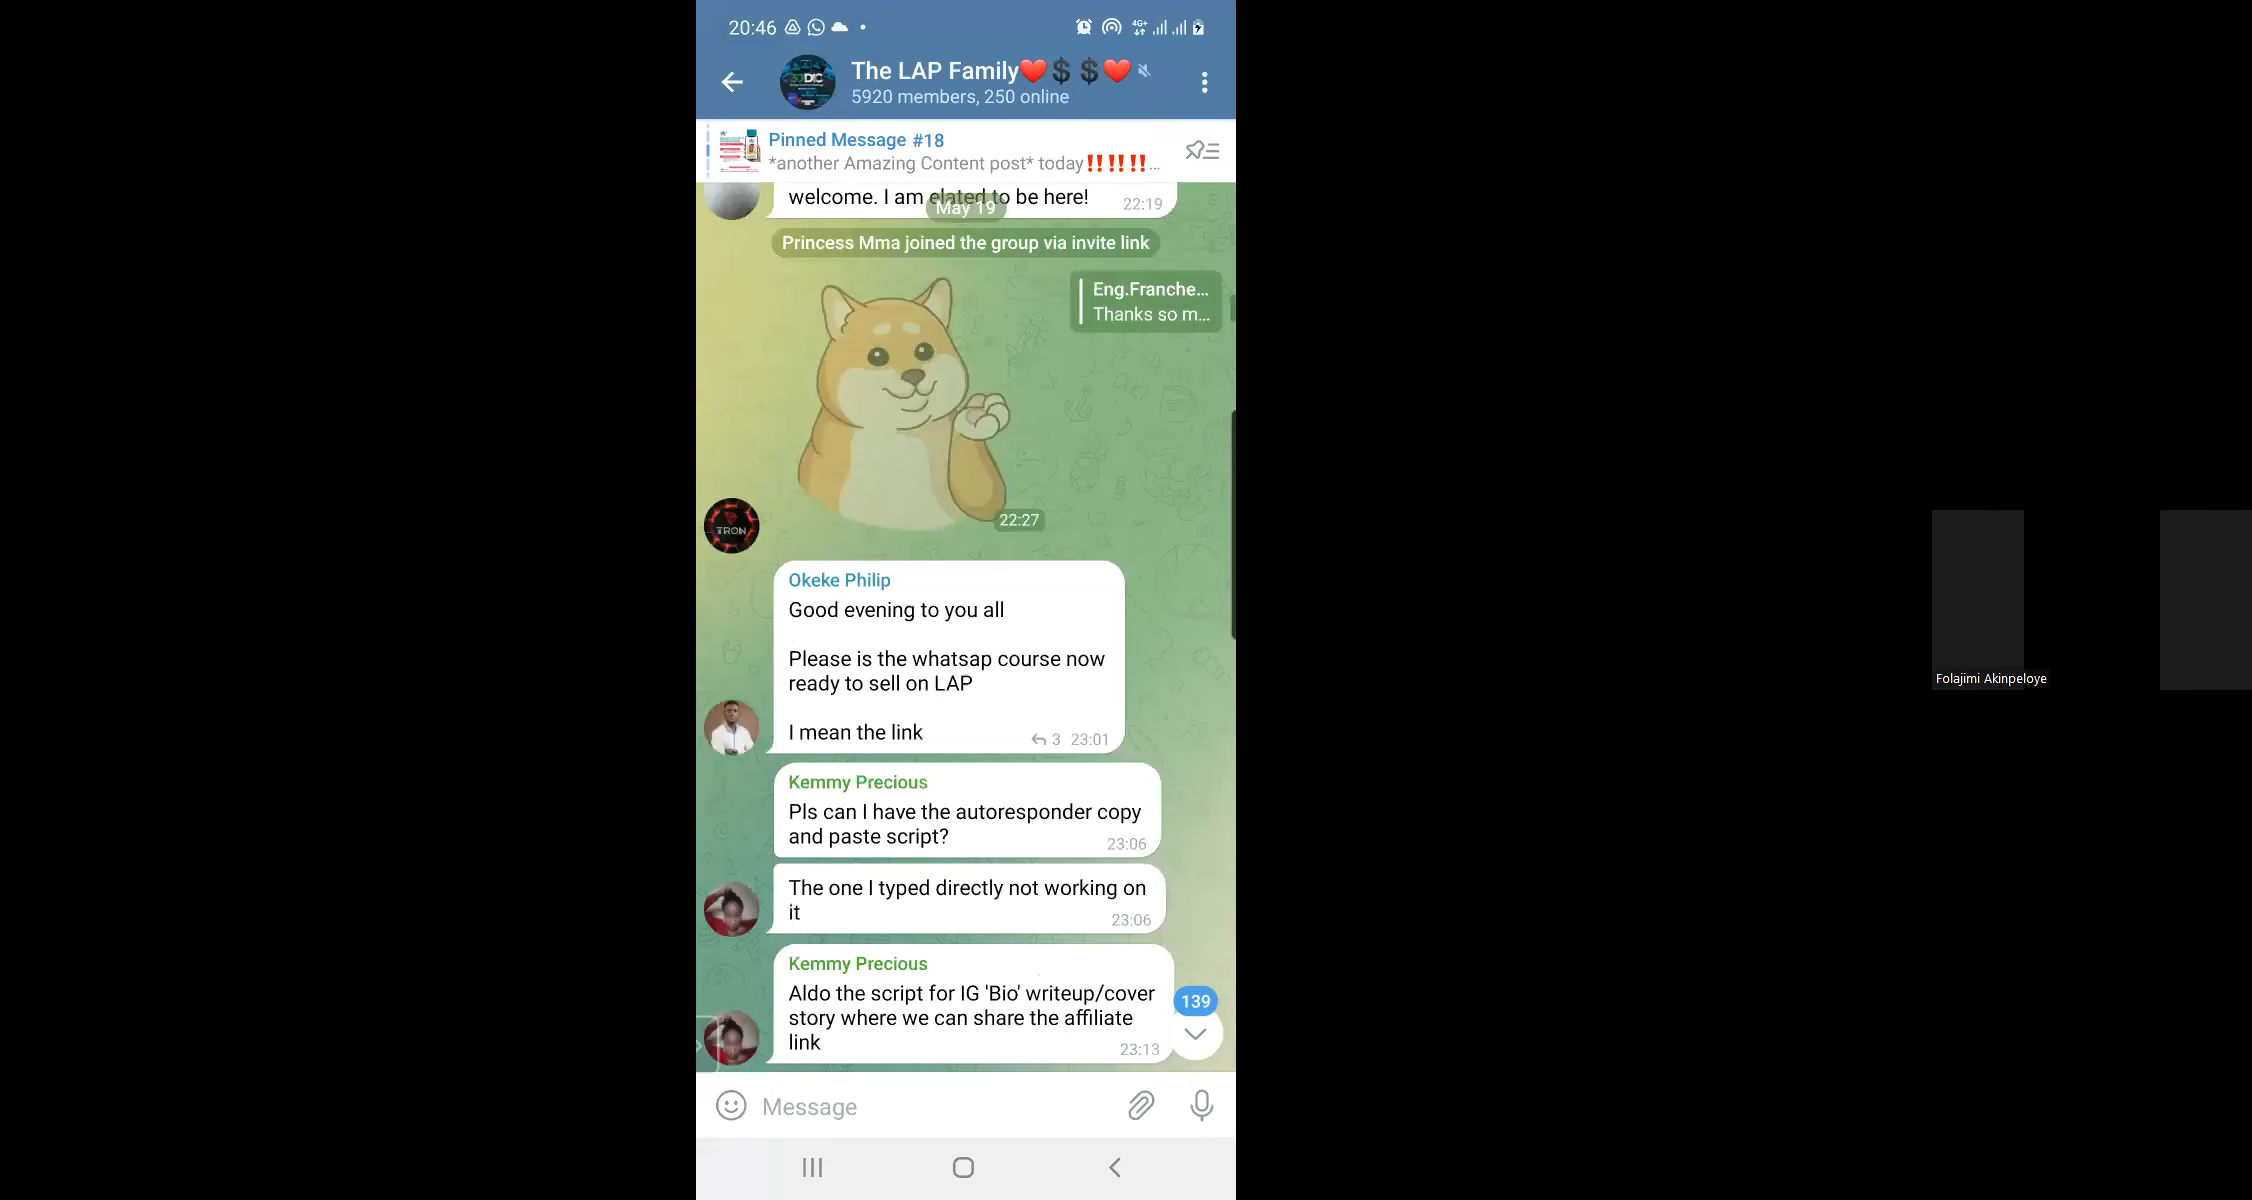 20:46
4G+
The LAP Family❤️💲💲❤️
5920 members, 250 online
Pinned Message #18
*another Amazing Content post* today‼️‼️‼️...
welcome. I am elated to be here!
22:19
May 19
Princess Mma joined the group via invite link
Eng.Franche...
Thanks so m...
22:27
TRON
Okeke Philip
Good evening to you all
Please is the whatsap course now
ready to sell on LAP
I mean the link
3 23:01
Kemmy Precious
Pls can I have the autoresponder copy
and paste script?
23:06
The one I typed directly not working on
it
23:06
Kemmy Precious
Aldo the script for IG 'Bio' writeup/cover
story where we can share the affiliate
link
23:13
139
Message
Folajimi Akinpeloye